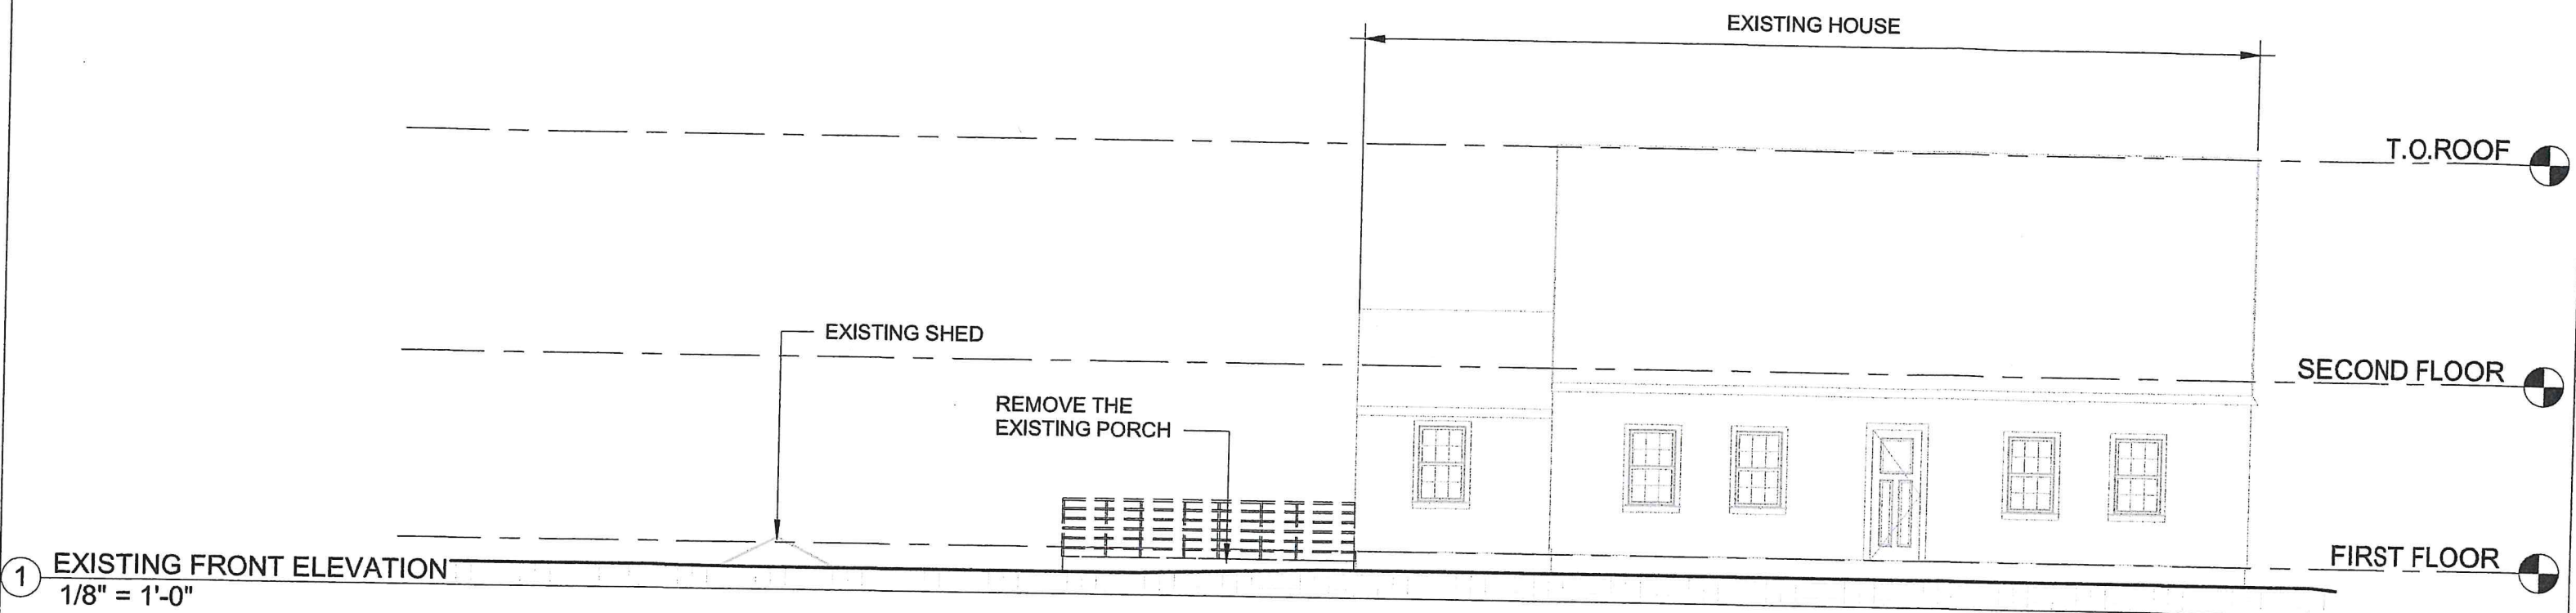 EXISTING HOUSE
T.O.ROOF
EXISTING SHED
SECOND FLOOR
REMOVE THE
EXISTING PORCH
FIRST FLOOR
1 EXISTING FRONT ELEVATION
1/8" = 1'-0"